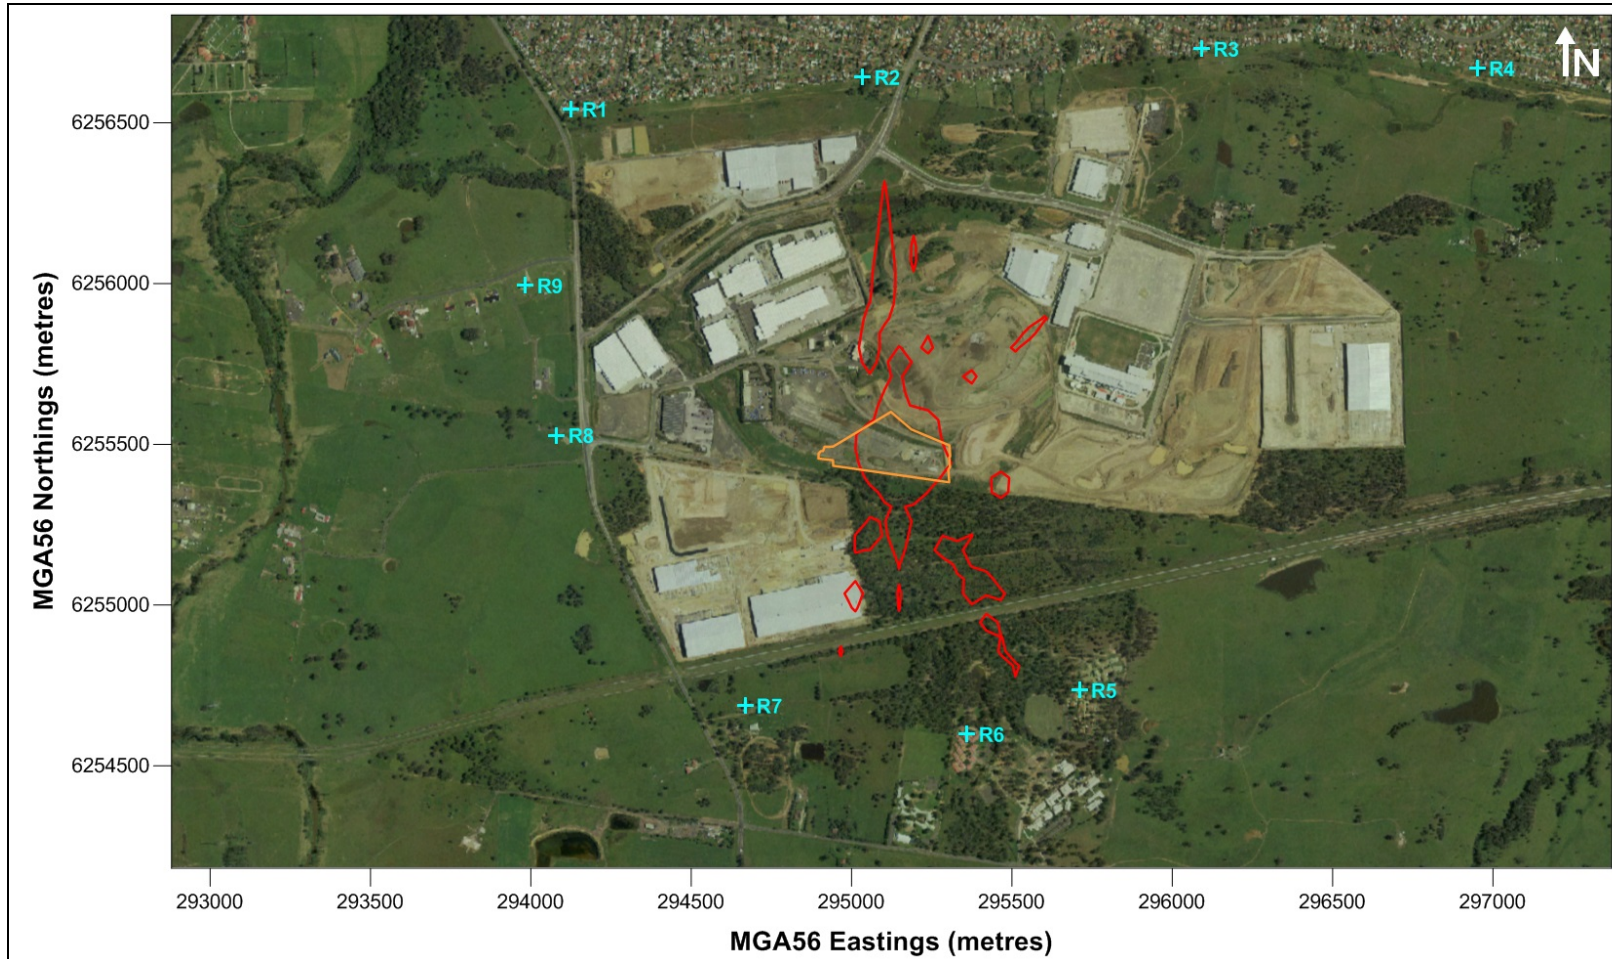 N
R3
R4
R2
R1
6256500
6256000
R9
6255500
R8
6255000
R5
R7
R6
6254500
293000 293500 294000 294500 295000 295500 296000 296500 297000
MGA56 Eastings (metres)
MGA56 Northings (metres)